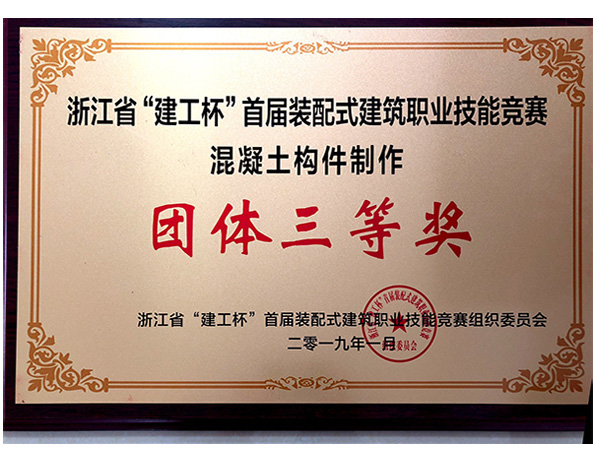 浙江省“建工杯”首届装配式建筑职业技能竞赛
混凝土构件制作
团体三等奖
浙江省“建工杯”首届装配式建筑职业技能竞赛组织委员会
二零一九年一月